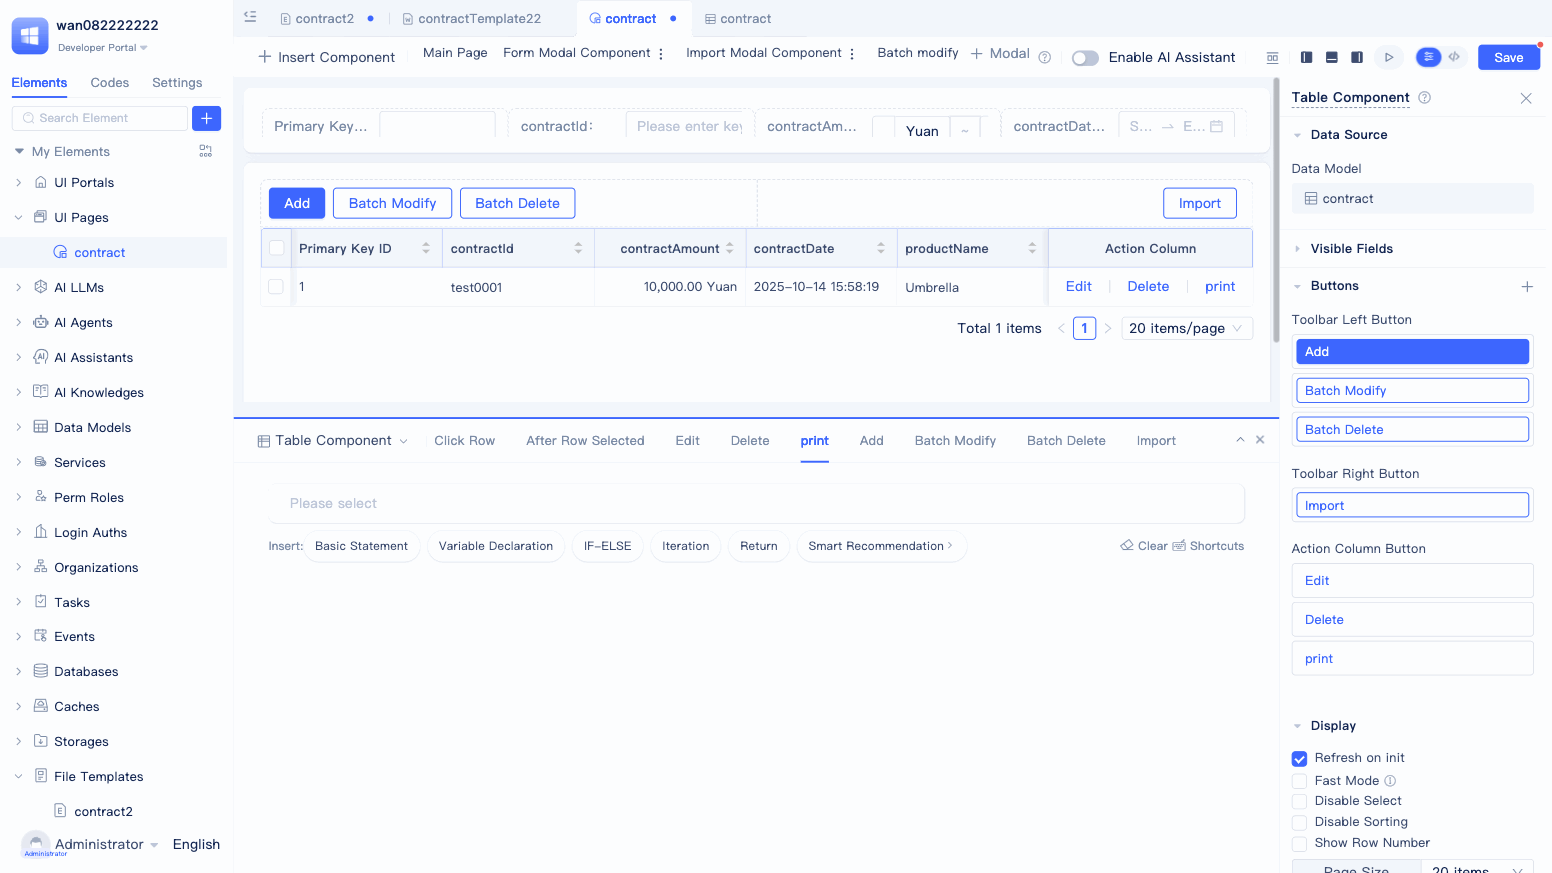 wan082222222
Developer Portal
Elements Codes Settings
Search Element
My Elements
UI Portals
UI Pages
contract
AI LLMs
AI Agents
AI Assistants
AI Knowledges
Data Models
Services
Perm Roles
Login Auths
Organizations
Tasks
Events
Databases
Caches
Storages
File Templates
contract2
Administrator English
Administrator
contract2 contractTemplate22 contract contract
Insert Component Main Page Form Modal Component Import Modal Component Batch modify Modal Enable AI Assistant Save
Primary Key... contractId: Please enter key contractAm... Yuan ~ contractDat... S... E...
Add Batch Modify Batch Delete Import
Primary Key ID contractId contractAmount contractDate productName Action Column
1 test0001 10,000.00 Yuan 2025-10-14 15:58:19 Umbrella Edit Delete print
Total 1 items 1 20 items/page
Table Component Click Row After Row Selected Edit Delete print Add Batch Modify Batch Delete Import
Please select
Insert: Basic Statement Variable Declaration IF-ELSE Iteration Return Smart Recommendation Clear Shortcuts
Table Component
Data Source
Data Model
contract
Visible Fields
Buttons
Toolbar Left Button
Add
Batch Modify
Batch Delete
Toolbar Right Button
Import
Action Column Button
Edit
Delete
print
Display
Refresh on init
Fast Mode
Disable Select
Disable Sorting
Show Row Number
Page Size 20 items